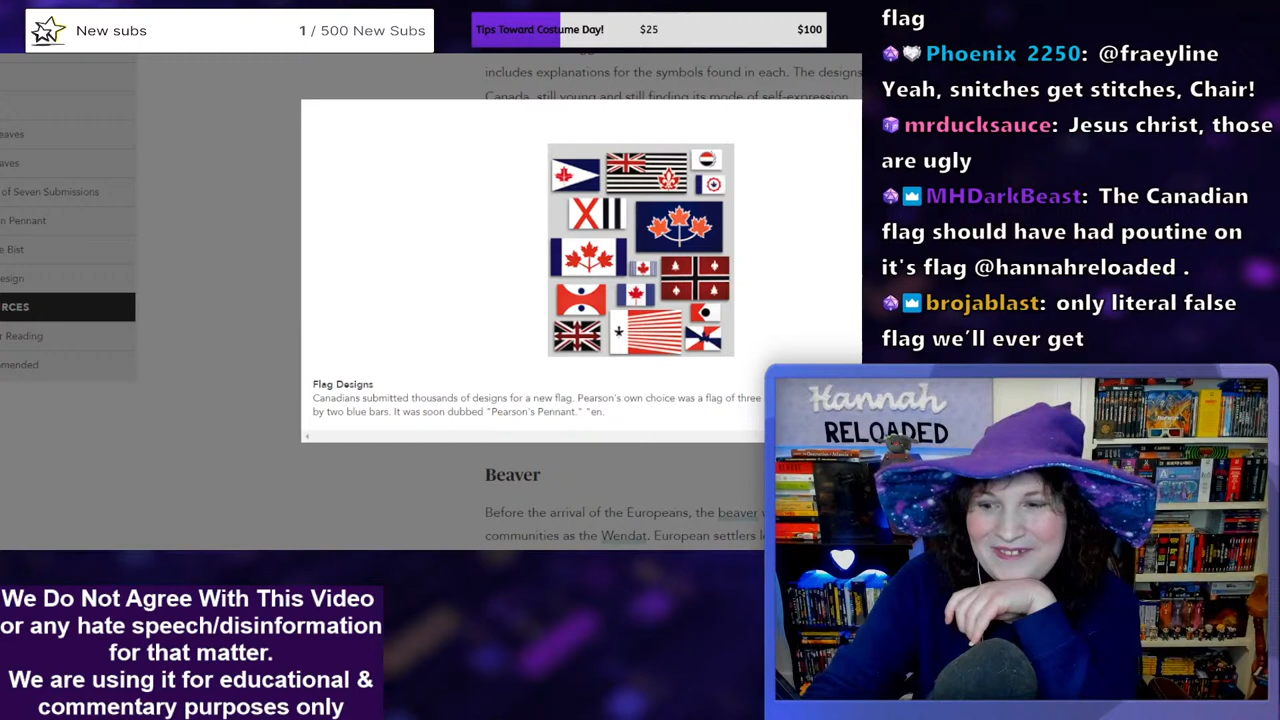 New subs
1 / 500 New Subs
Tips Toward Costume Day!
$25
$100
includes explanations for the symbols found in each. The designs
Canada, still young and still finding its mode of self-expression
eaves
aves
of Seven Submissions
n Pennant
e Bist
esign
RCES
r Reading
mended
Flag Designs
Canadians submitted thousands of designs for a new flag. Pearson's own choice was a flag of three
by two blue bars. It was soon dubbed "Pearson's Pennant." "en.
Beaver
Before the arrival of the Europeans, the beaver
communities as the Wendat. European settlers
flag
Phoenix 2250: @fraeyline
Yeah, snitches get stitches, Chair!
mrducksauce: Jesus christ, those
are ugly
MHDarkBeast: The Canadian
flag should have had poutine on
it's flag @hannahreloaded .
brojablast: only literal false
flag we'll ever get
Hannah
RELOADED
We Do Not Agree With This Video
or any hate speech/disinformation
for that matter.
We are using it for educational &
commentary purposes only